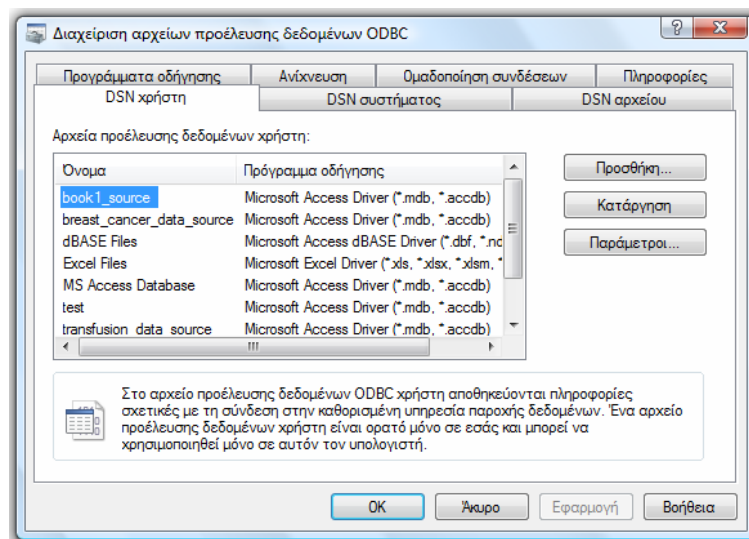 Διαχείριση αρχείων προέλευσης δεδομένων ODBC
Προγράμματα οδήγησης Ανίχνευση Ομαδοποίηση συνδέσεων Πληροφορίες
DSN χρήστη DSN συστήματος DSN αρχείου
Αρχεία προέλευσης δεδομένων χρήστη:
Όνομα Πρόγραμμα οδήγησης
book1_source Microsoft Access Driver (*.mdb, *.accdb)
breast_cancer_data_source Microsoft Access Driver (*.mdb, *.accdb)
dBASE Files Microsoft Access dBASE Driver (*.dbf, *.nd
Excel Files Microsoft Excel Driver (*.xls, *.xlsx, *.xlsm, *
MS Access Database Microsoft Access Driver (*.mdb, *.accdb)
test Microsoft Access Driver (*.mdb, *.accdb)
transfusion_data_source Microsoft Access Driver (*.mdb, *.accdb)
Προσθήκη...
Κατάργηση
Παράμετροι...
Στο αρχείο προέλευσης δεδομένων ODBC χρήστη αποθηκεύονται πληροφορίες
σχετικές με τη σύνδεση στην καθορισμένη υπηρεσία παροχής δεδομένων. Ένα αρχείο
προέλευσης δεδομένων χρήστη είναι ορατό μόνο σε εσάς και μπορεί να
χρησιμοποιηθεί μόνο σε αυτόν τον υπολογιστή.
OK Άκυρο Εφαρμογή Βοήθεια